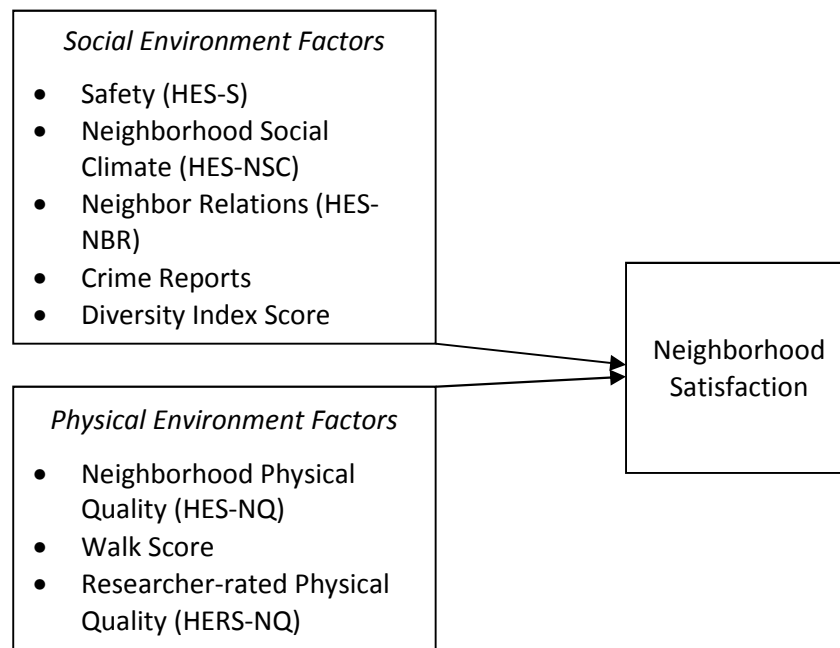 Social Environment Factors
• Safety (HES-S)
• Neighborhood Social
Climate (HES-NSC)
• Neighbor Relations (HES-
NBR)
• Crime Reports
• Diversity Index Score
Neighborhood
Satisfaction
Physical Environment Factors
• Neighborhood Physical
Quality (HES-NQ)
• Walk Score
• Researcher-rated Physical
Quality (HERS-NQ)